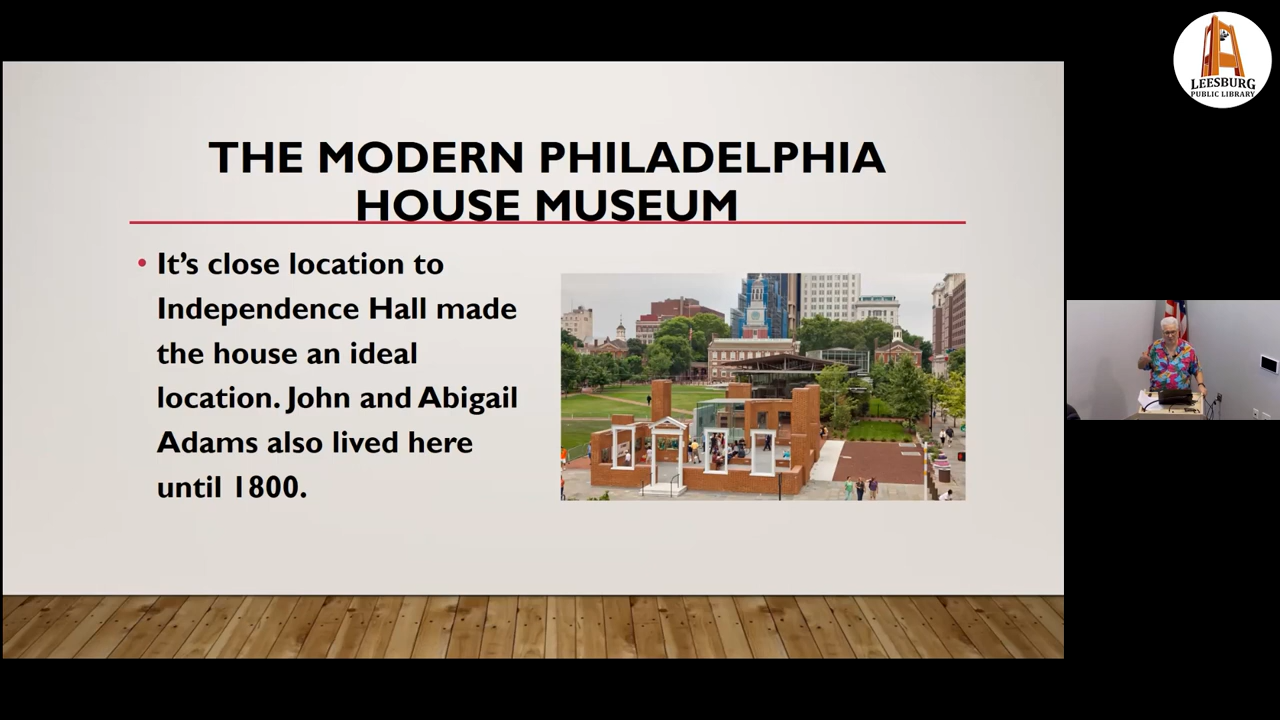 LEESBURG
PUBLIC LIBRARY
THE MODERN PHILADELPHIA
HOUSE MUSEUM
• It's close location to
Independence Hall made
the house an ideal
location. John and Abigail
Adams also lived here
until 1800.